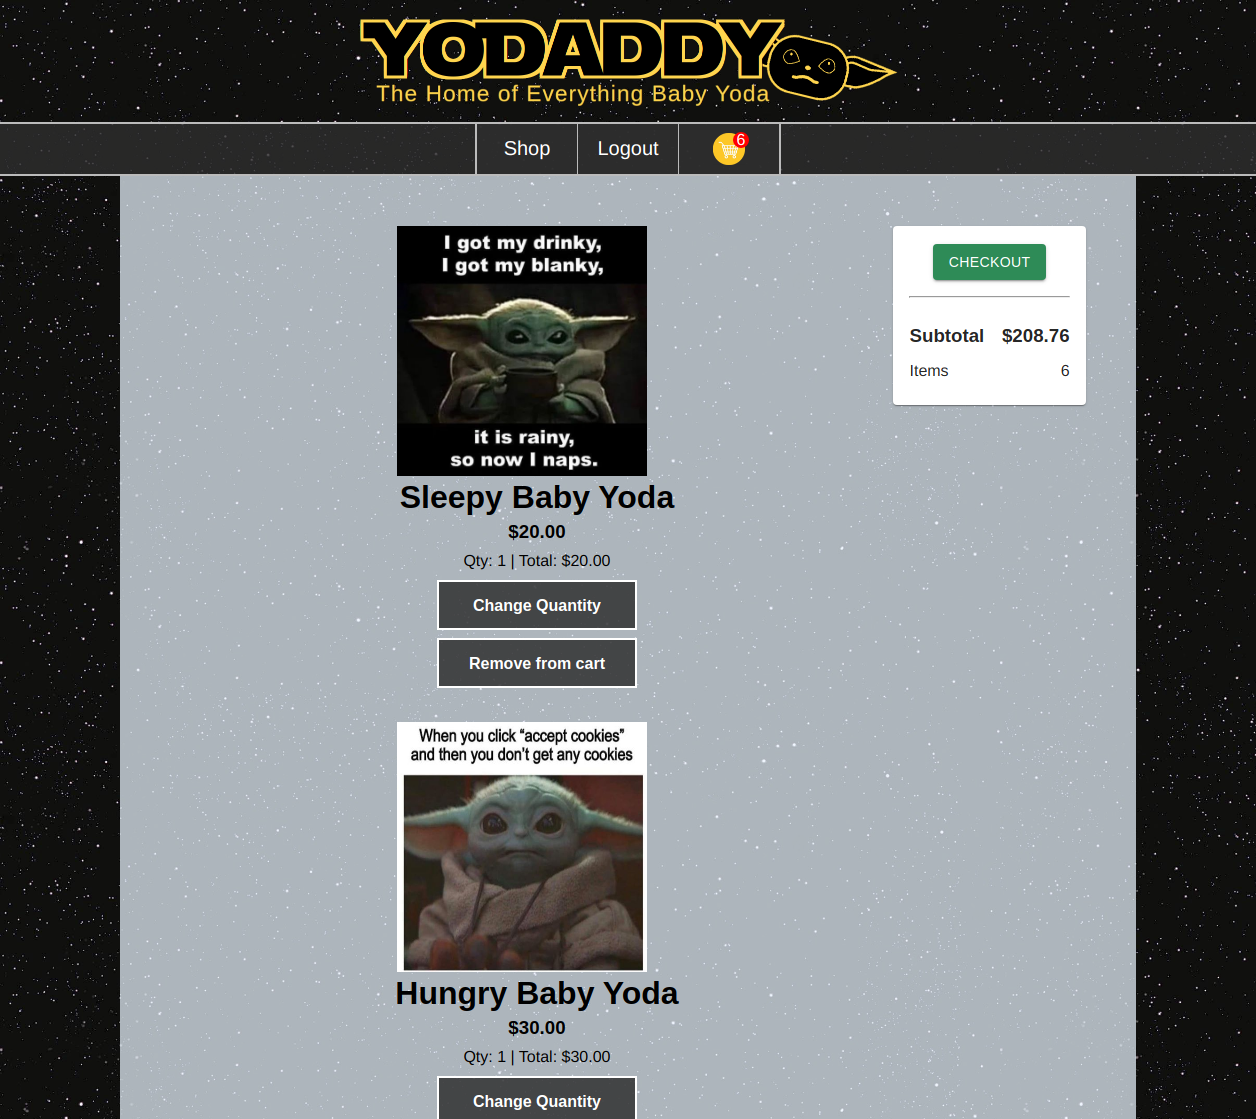 YODADDY
The Home of Everything Baby Yoda
Shop
Logout
6
I got my drinky,
I got my blanky,
it is rainy,
so now I naps.
Sleepy Baby Yoda
$20.00
Qty: 1 | Total: $20.00
Change Quantity
Remove from cart
When you click “accept cookies”
and then you don’t get any cookies
Hungry Baby Yoda
$30.00
Qty: 1 | Total: $30.00
Change Quantity
CHECKOUT
Subtotal $208.76
Items 6